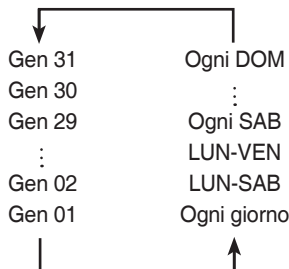 Gen 31 Ogni DOM
Gen 30 ⋮
Gen 29 Ogni SAB
⋮ LUN-VEN
Gen 02 LUN-SAB
Gen 01 Ogni giorno